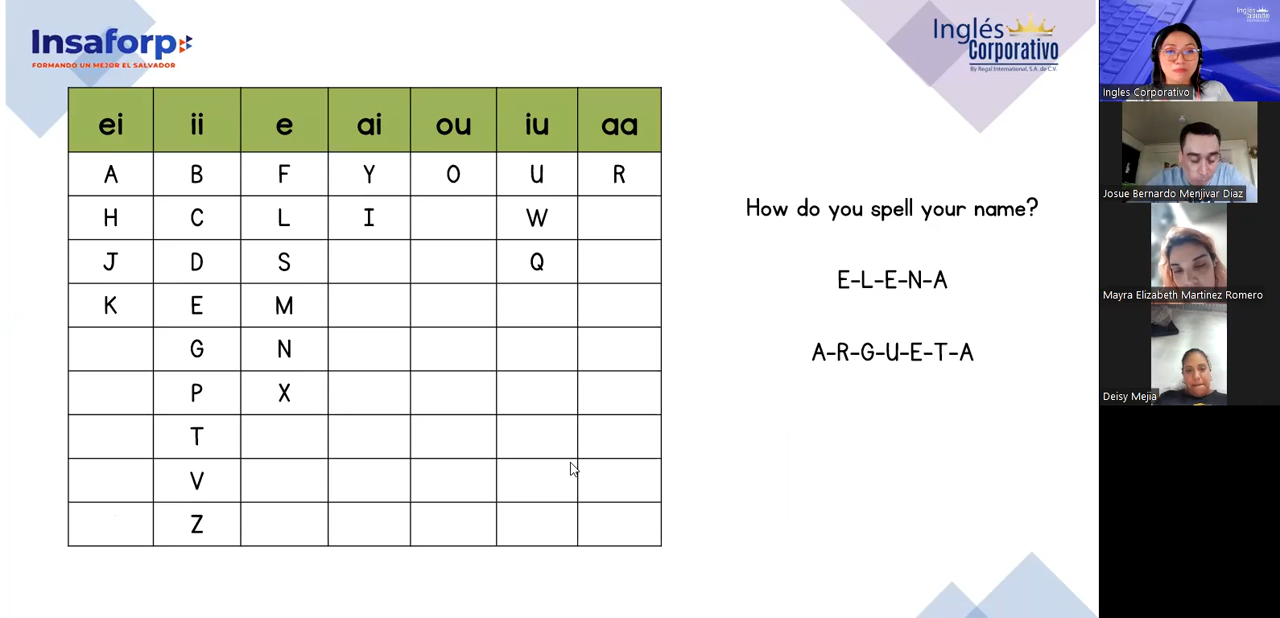 Insaforp
FORMANDO UN MEJOR EL SALVADOR
Inglés
Corporativo
By Regal International, S.A. de C.V.
ei ii e ai ou iu aa
A B F Y O U R
H C L I W
J D S Q
K E M
G N
P X
T
V
Z
How do you spell your name?
E-L-E-N-A
A-R-G-U-E-T-A
Ingles Corporativo
Josue Bernardo Menjivar Diaz
Mayra Elizabeth Martinez Romero
Deisy Mejia